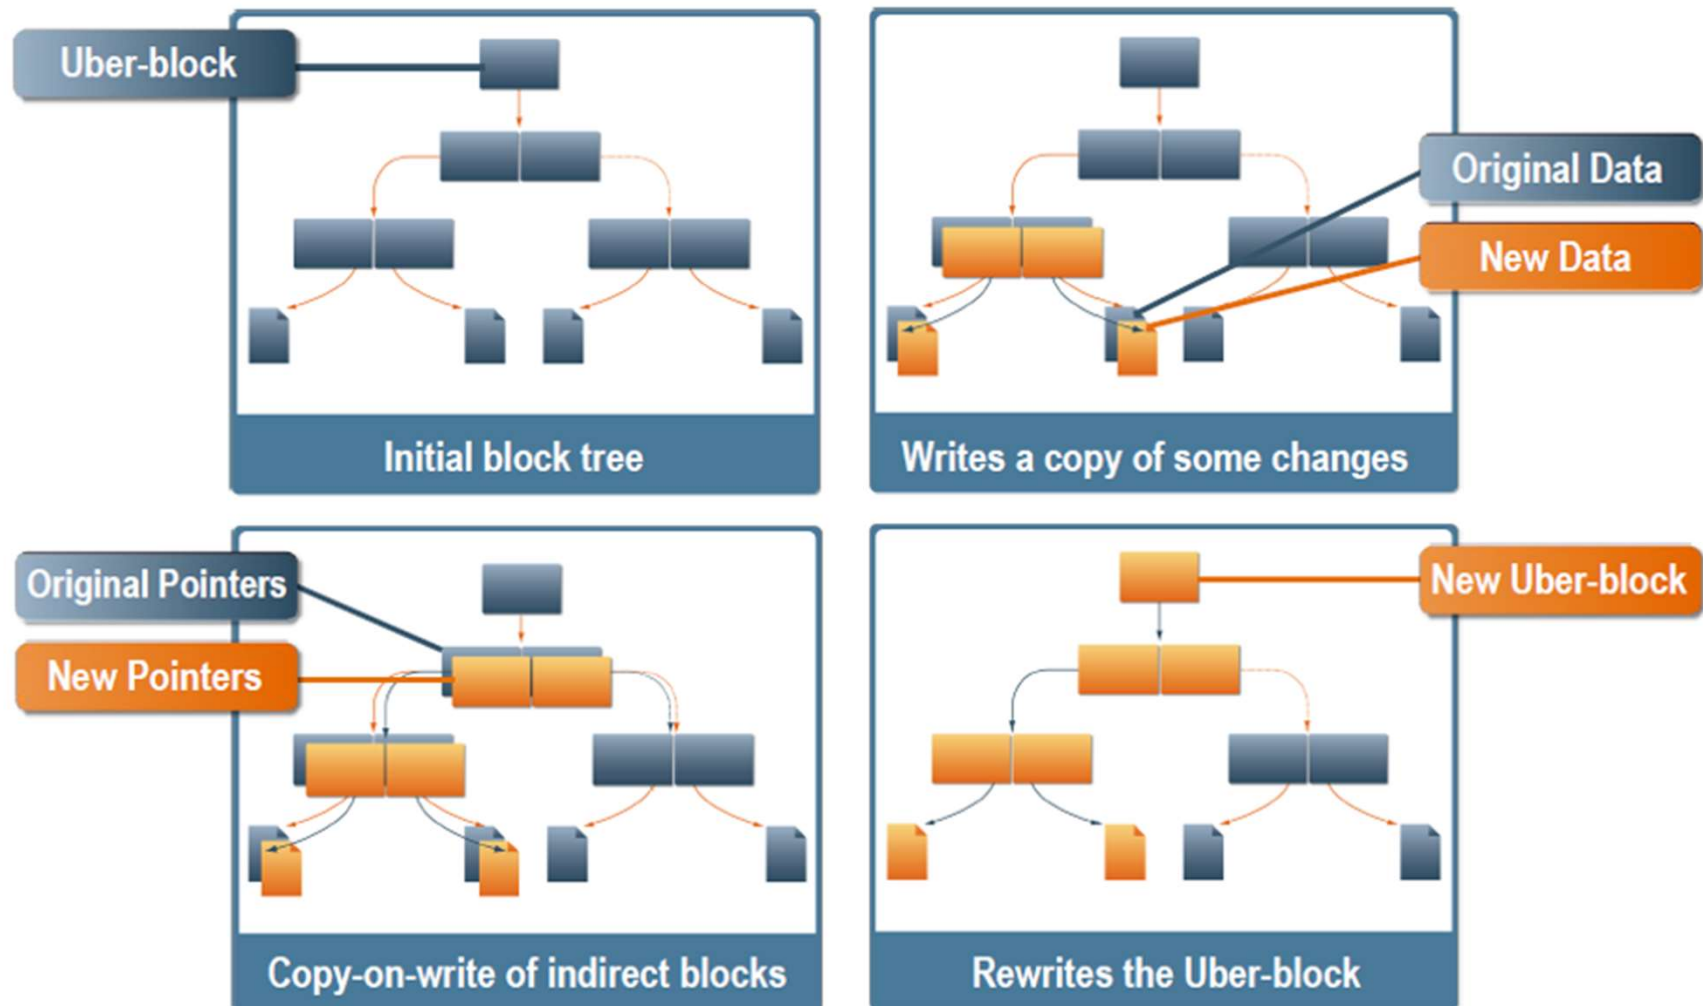 Uber-block
Initial block tree
Original Data
New Data
Writes a copy of some changes
Original Pointers
New Pointers
Copy-on-write of indirect blocks
New Uber-block
Rewrites the Uber-block